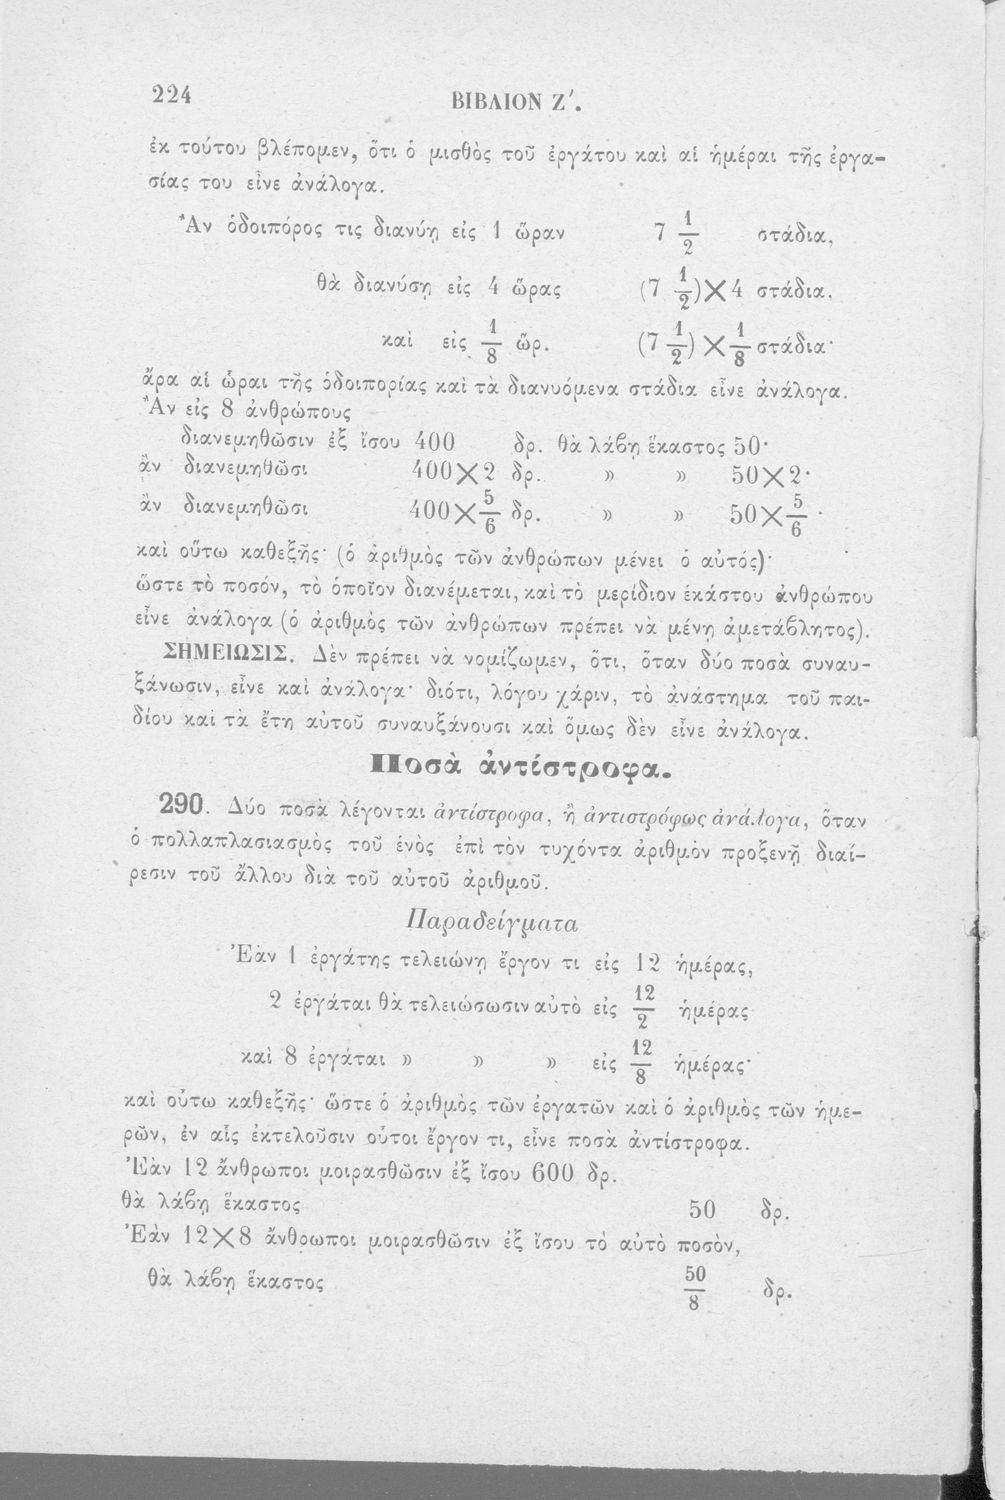 224 ΒΙΒΛΙΟΝ Ζʹ.
ἐκ τούτου βλέπομεν, ὅτι ὁ μισθὸς τοῦ ἐργάτου καὶ αἱ ἡμέραι τῆς ἐργα-
σίας του εἶνε ἀνάλογα.
Ἂν ὁδοιπόρος τις διανύῃ εἰς 1 ὥραν 7 1/2 στάδια,
θὰ διανύσῃ εἰς 4 ὥρας (7 1/2)×4 στάδια.
καὶ εἰς 1/8 ὥρ. (7 1/2)×1/8 στάδια·
ἄρα αἱ ὧραι τῆς ὁδοιπορίας καὶ τὰ διανυόμενα στάδια εἶνε ἀνάλογα.
Ἂν εἰς 8 ἀνθρώπους
διανεμηθῶσιν ἐξ ἴσου 400 δρ. θὰ λάβῃ ἕκαστος 50·
ἂν διανεμηθῶσι 400×2 δρ. » » 50×2·
ἂν διανεμηθῶσι 400×5/6 δρ. » » 50×5/6·
καὶ οὕτω καθεξῆς· (ὁ ἀριθμὸς τῶν ἀνθρώπων μένει ὁ αὐτός)·
ὥστε τὸ ποσόν, τὸ ὁποῖον διανέμεται, καὶ τὸ μερίδιον ἑκάστου ἀνθρώπου
εἶνε ἀνάλογα (ὁ ἀριθμὸς τῶν ἀνθρώπων πρέπει νὰ μένῃ ἀμετάβλητος).
ΣΗΜΕΙΩΣΙΣ. Δὲν πρέπει νὰ νομίζωμεν, ὅτι, ὅταν δύο ποσὰ συναυ-
ξάνωσιν, εἶνε καὶ ἀνάλογα· διότι, λόγου χάριν, τὸ ἀνάστημα τοῦ παι-
δίου καὶ τὰ ἔτη αὐτοῦ συναυξάνουσι καὶ ὅμως δὲν εἶνε ἀνάλογα.
Ποσὰ ἀντίστροφα.
290. Δύο ποσὰ λέγονται ἀντίστροφα, ἢ ἀντιστρόφως ἀνάλογα, ὅταν
ὁ πολλαπλασιασμὸς τοῦ ἑνὸς ἐπὶ τὸν τυχόντα ἀριθμὸν προξενῇ διαί-
ρεσιν τοῦ ἄλλου διὰ τοῦ αὐτοῦ ἀριθμοῦ.
Παραδείγματα
Ἐὰν 1 ἐργάτης τελειώνῃ ἔργον τι εἰς 12 ἡμέρας,
2 ἐργάται θὰ τελειώσωσιν αὐτὸ εἰς 12/2 ἡμέρας
καὶ 8 ἐργάται » » » εἰς 12/8 ἡμέρας·
καὶ οὕτω καθεξῆς· ὥστε ὁ ἀριθμὸς τῶν ἐργατῶν καὶ ὁ ἀριθμὸς τῶν ἡμε-
ρῶν, ἐν αἷς ἐκτελοῦσιν οὗτοι ἔργον τι, εἶνε ποσὰ ἀντίστροφα.
Ἐὰν 12 ἄνθρωποι μοιρασθῶσιν ἐξ ἴσου 600 δρ.
θὰ λάβῃ ἕκαστος 50 δρ.
Ἐὰν 12×8 ἄνθρωποι μοιρασθῶσιν ἐξ ἴσου τὸ αὐτὸ ποσὸν,
θὰ λάβῃ ἕκαστος 50/8 δρ.